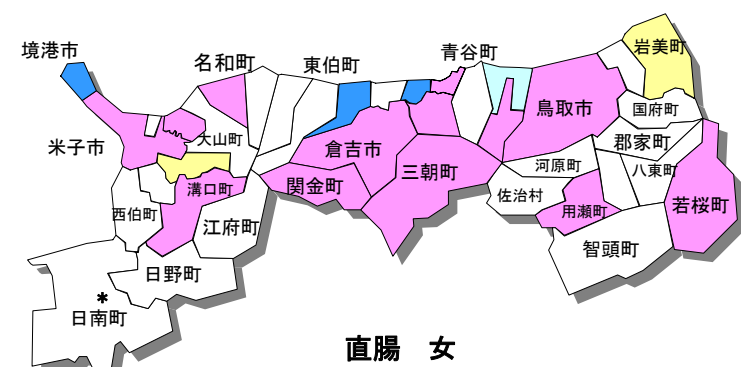 岩美町
境港市
名和町
東伯町
青谷町
鳥取市
国府町
米子市
大山町
倉吉市
郡家町
三朝町
河原町
八東町
溝口町
関金町
佐治村
若桜町
西伯町
江府町
用瀬町
智頭町
日野町
*
日南町
直腸 女